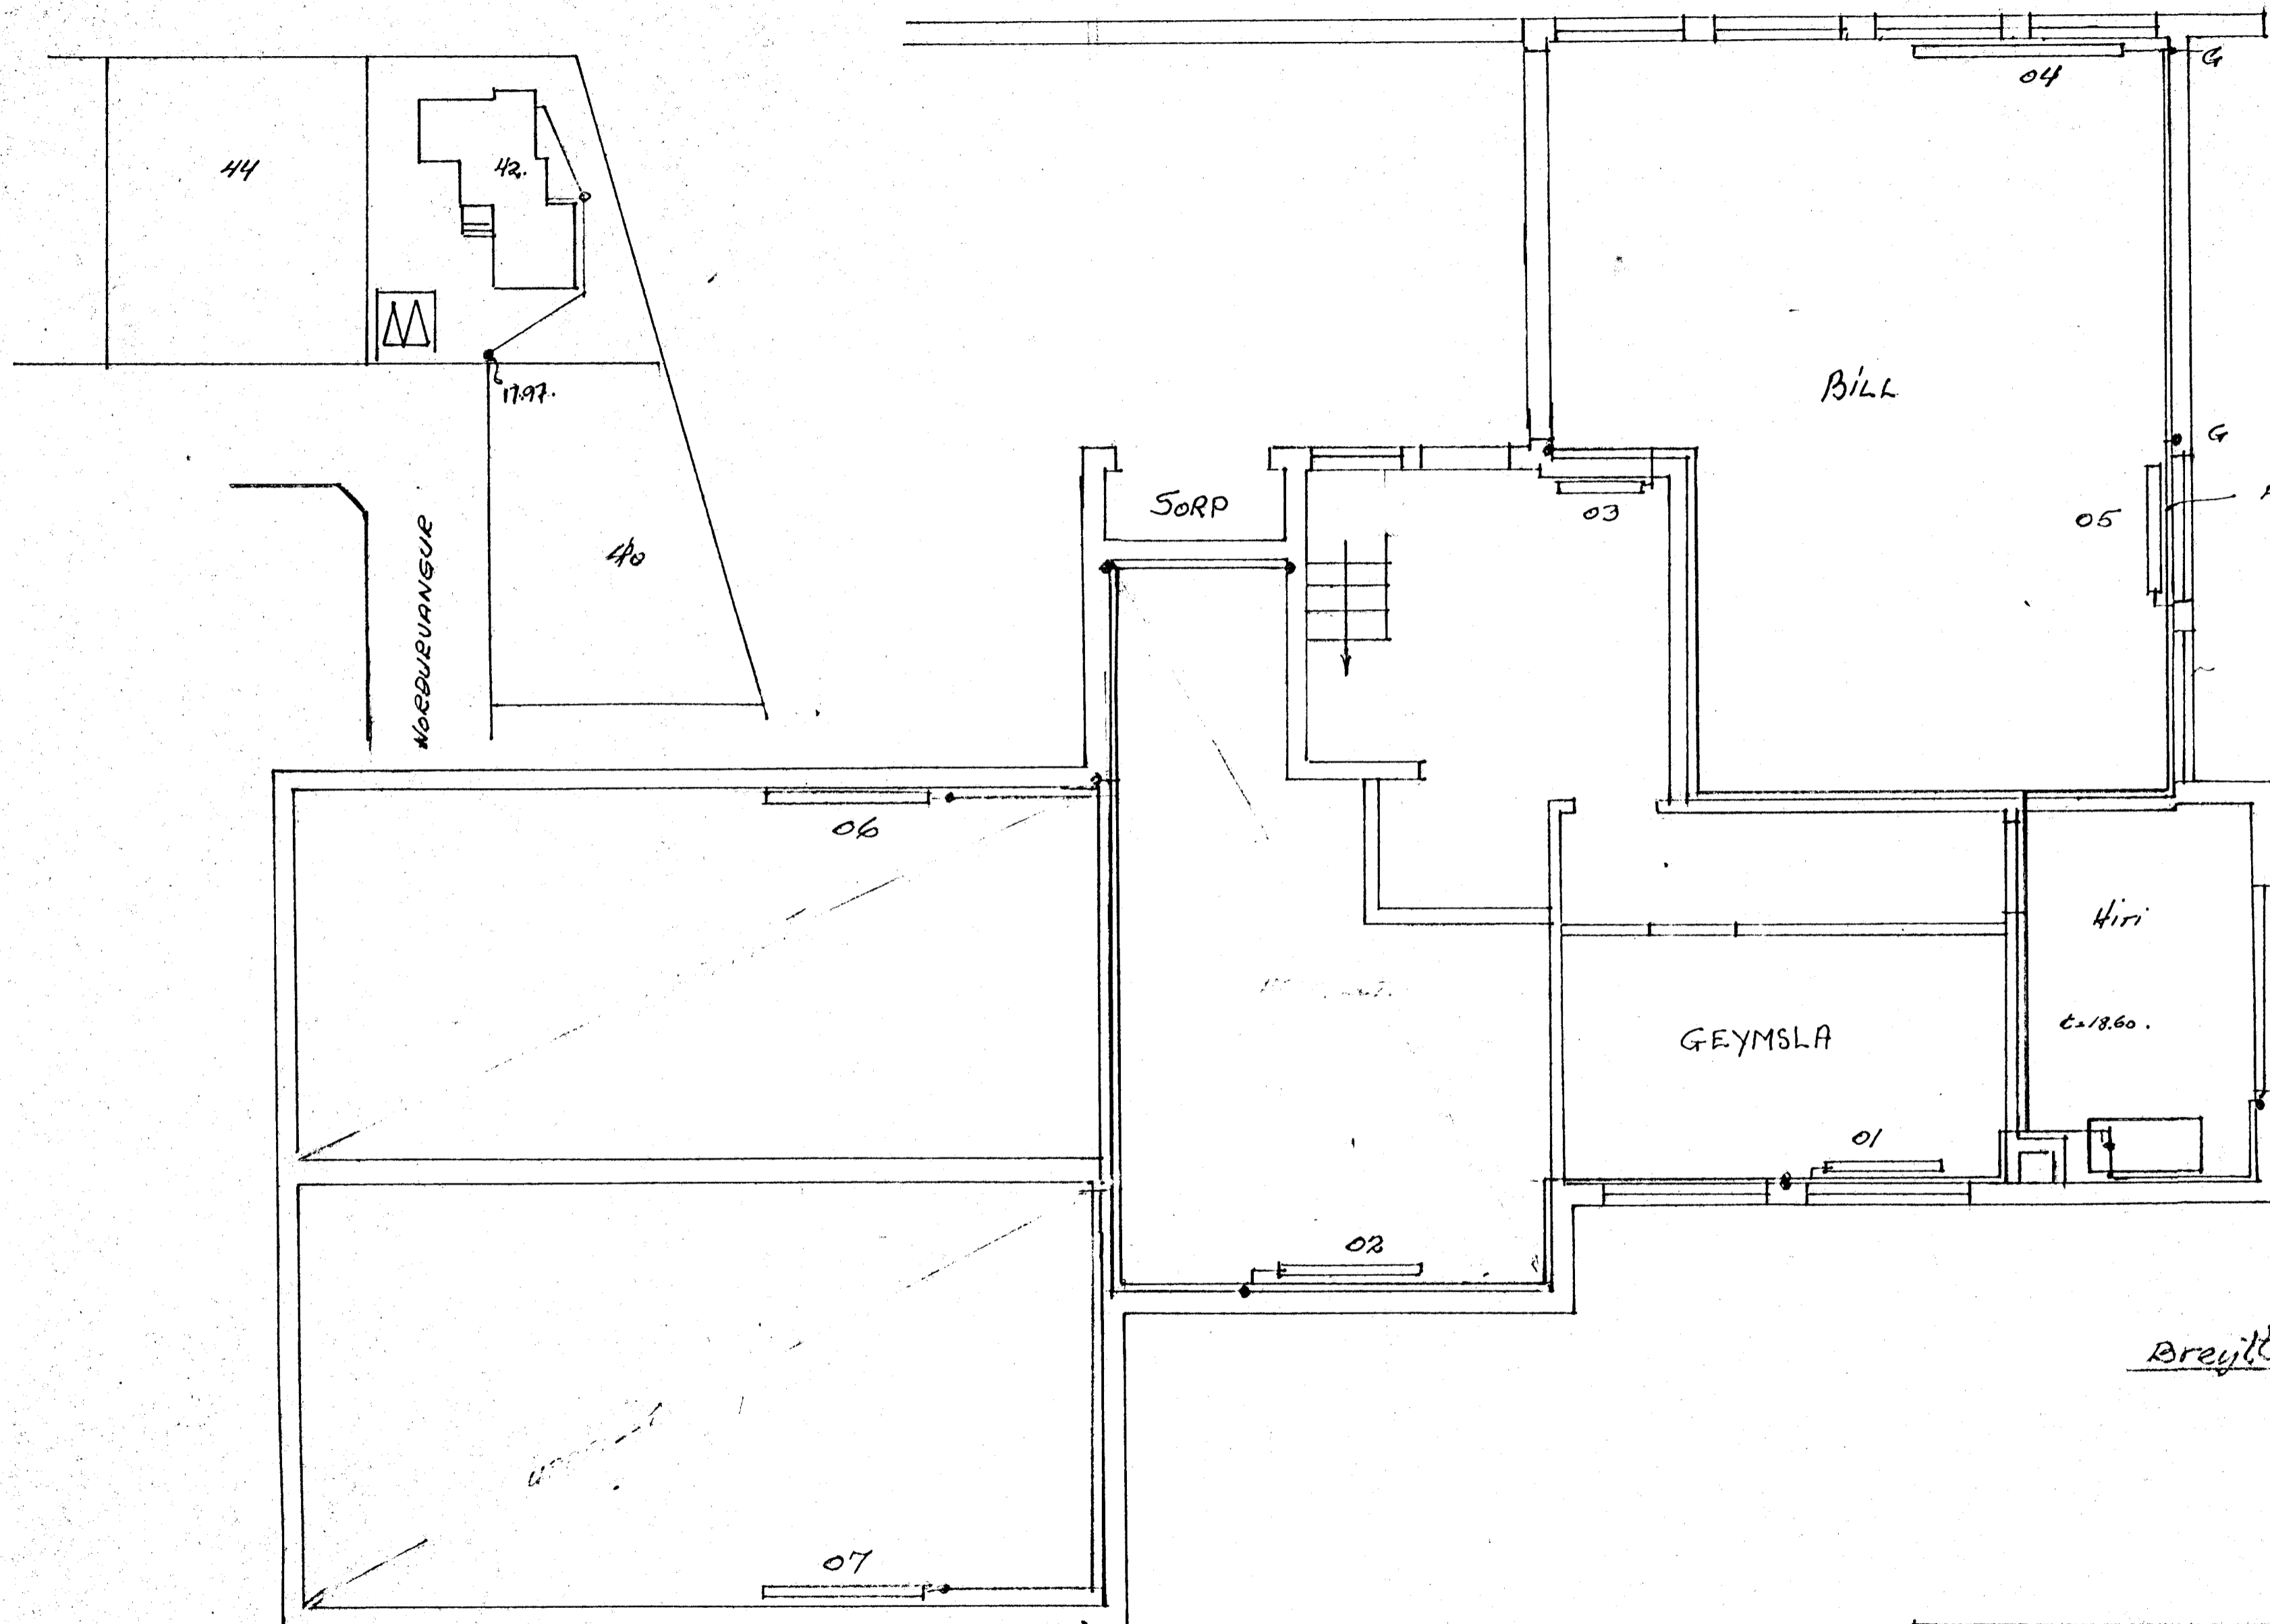 44
42.
17.97.
NORÐURVANGUR
40
04
G
BÍLL
G
SORP
03
05
06
Hiti
GEYMSLA
t=18.60.
01
02
07